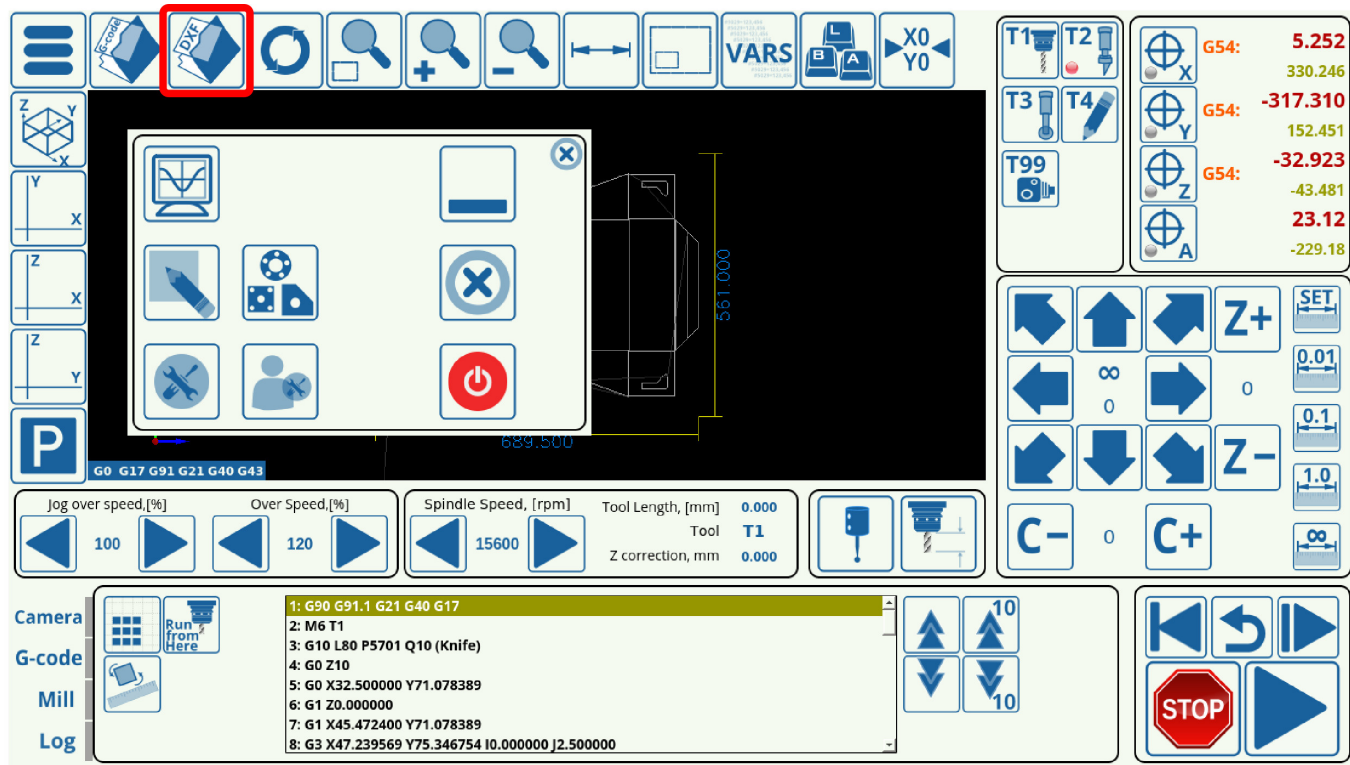 G-code
DXF
VARS
L
B A
X0
Y0
T1
T2
T3
T4
T99
X
G54: 5.252
330.246
Y
G54: -317.310
152.451
Z
G54: -32.923
-43.481
A
23.12
-229.18
Z Y
X
Y
X
Z
X
Z
Y
P
561.000
689.500
G0 G17 G91 G21 G40 G43
SET
Z+
0.01
∞
0
0
0.1
Z-
1.0
C-
0
C+
∞
Jog over speed,[%]
100
Over Speed,[%]
120
Spindle Speed, [rpm]
15600
Tool Length, [mm] 0.000
Tool T1
Z correction, mm 0.000
Camera
G-code
Mill
Log
Run
from
Here
1: G90 G91.1 G21 G40 G17
2: M6 T1
3: G10 L80 P5701 Q10 (Knife)
4: G0 Z10
5: G0 X32.500000 Y71.078389
6: G1 Z0.000000
7: G1 X45.472400 Y71.078389
8: G3 X47.239569 Y75.346754 I0.000000 J2.500000
10
10
STOP